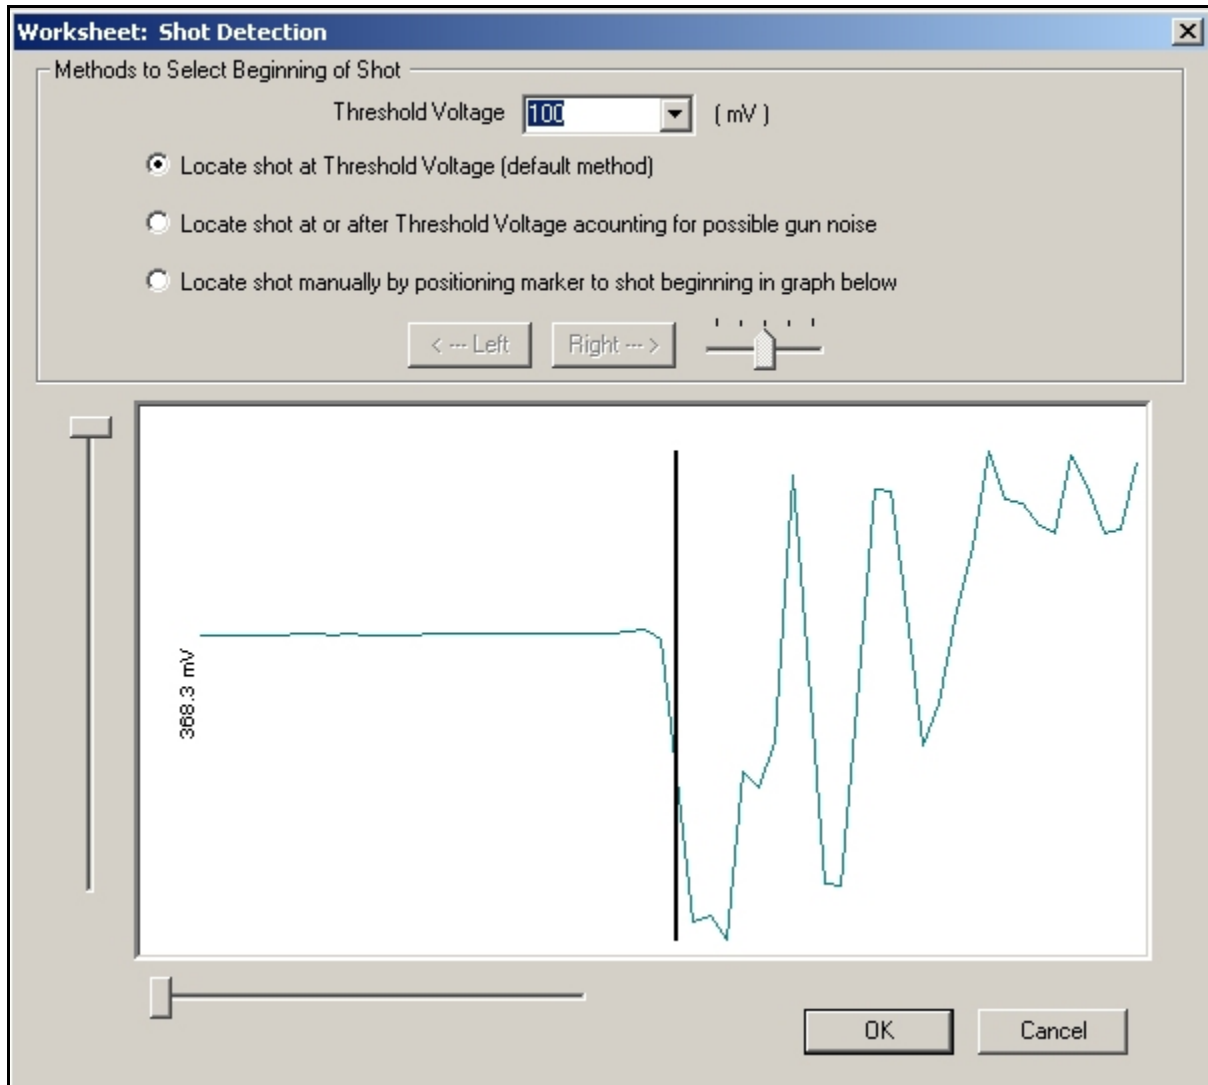 Worksheet: Shot Detection
Methods to Select Beginning of Shot
Threshold Voltage 100 ( mV )
Locate shot at Threshold Voltage (default method)
Locate shot at or after Threshold Voltage acounting for possible gun noise
Locate shot manually by positioning marker to shot beginning in graph below
< --- Left Right --- >
368.3 mV
OK Cancel